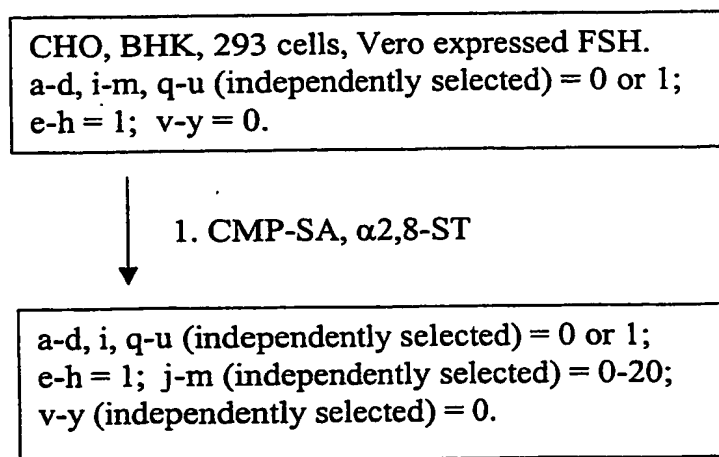 CHO, BHK, 293 cells, Vero expressed FSH.
a-d, i-m, q-u (independently selected) = 0 or 1;
e-h = 1; v-y = 0.
1. CMP-SA, α2,8-ST
a-d, i, q-u (independently selected) = 0 or 1;
e-h = 1; j-m (independently selected) = 0-20;
v-y (independently selected) = 0.